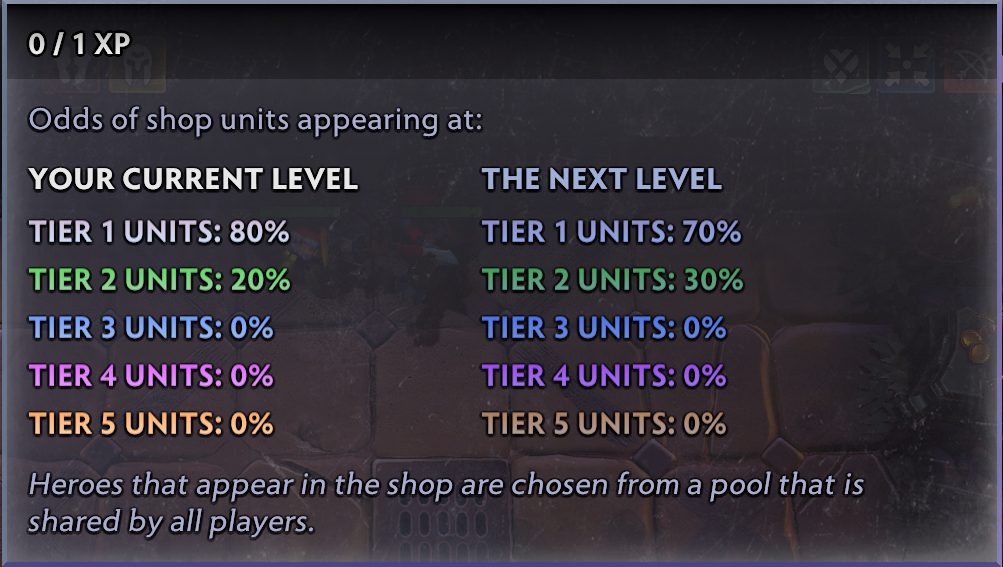 0 / 1 XP
Odds of shop units appearing at:
YOUR CURRENT LEVEL
THE NEXT LEVEL
TIER 1 UNITS: 80%
TIER 1 UNITS: 70%
TIER 2 UNITS: 20%
TIER 2 UNITS: 30%
TIER 3 UNITS: 0%
TIER 3 UNITS: 0%
TIER 4 UNITS: 0%
TIER 4 UNITS: 0%
TIER 5 UNITS: 0%
TIER 5 UNITS: 0%
Heroes that appear in the shop are chosen from a pool that is
shared by all players.